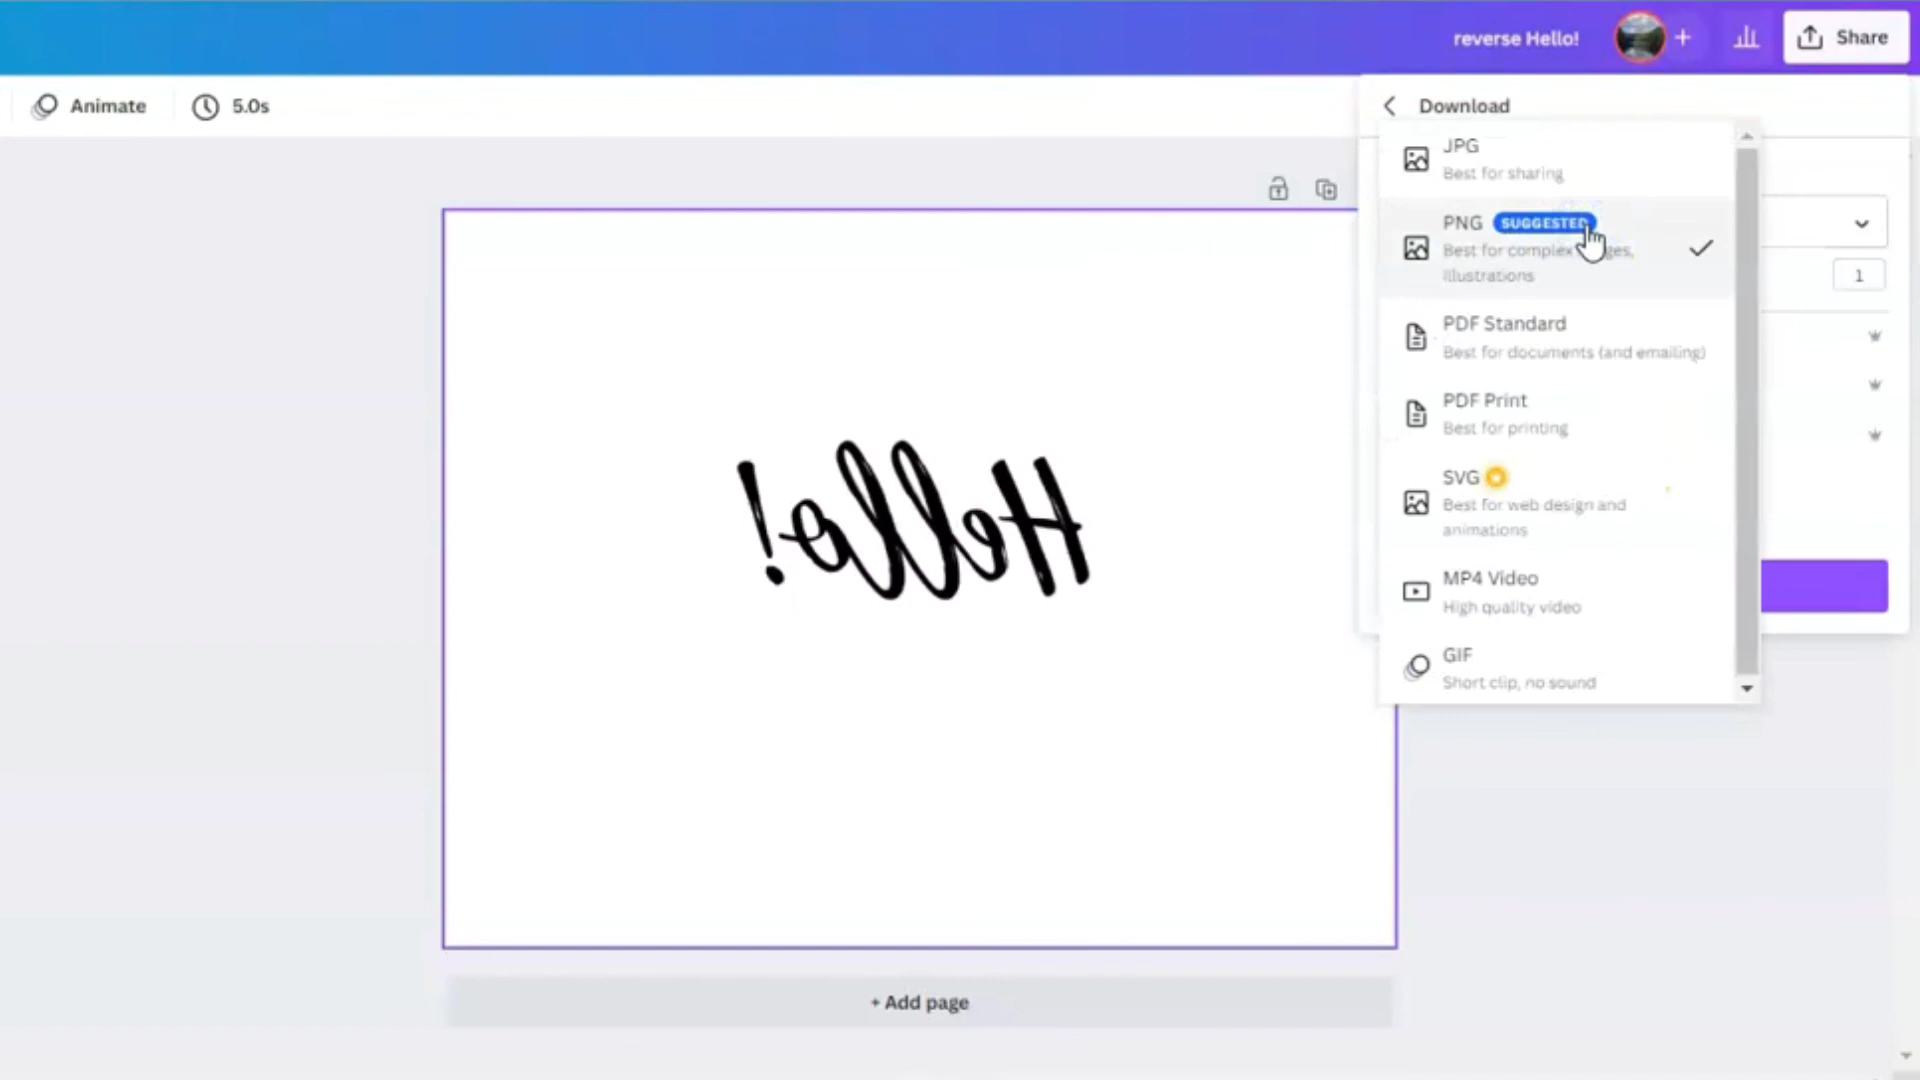 reverse Hello!
Share
Animate
5.0s
Download
JPG
Best for sharing
PNG SUGGESTED
Best for complex
illustrations
1
PDF Standard
Best for documents (and emailing)
PDF Print
Best for printing
SVG
Best for web design and
animations
MP4 Video
High quality video
GIF
Short clip, no sound
Hello!
+ Add page